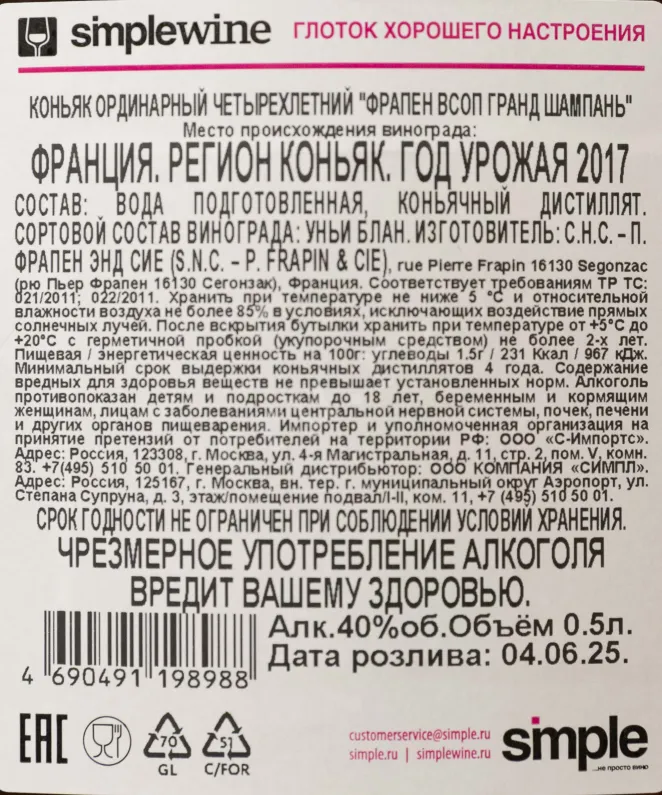 simplewine ГЛОТОК ХОРОШЕГО НАСТРОЕНИЯ
КОНЬЯК ОРДИНАРНЫЙ ЧЕТЫРЕХЛЕТНИЙ "ФРАПЕН ВСОП ГРАНД ШАМПАНЬ"
Место происхождения винограда:
ФРАНЦИЯ. РЕГИОН КОНЬЯК. ГОД УРОЖАЯ 2017
СОСТАВ: ВОДА ПОДГОТОВЛЕННАЯ, КОНЬЯЧНЫЙ ДИСТИЛЛЯТ.
СОРТОВОЙ СОСТАВ ВИНОГРАДА: УНЬИ БЛАН. ИЗГОТОВИТЕЛЬ: С.Н.С. – П.
ФРАПЕН ЭНД СИЕ (S.N.C. – P. FRAPIN & CIE), rue Pierre Frapin 16130 Segonzac
(рю Пьер Фрапен 16130 Сегонзак), Франция. Соответствует требованиям ТР ТС:
021/2011; 022/2011. Хранить при температуре не ниже 5 °С и относительной
влажности воздуха не более 85% в условиях, исключающих воздействие прямых
солнечных лучей. После вскрытия бутылки хранить при температуре от +5°С до
+20°С с герметичной пробкой (укупорочным средством) не более 2-х лет.
Пищевая / энергетическая ценность на 100г: углеводы 1.5г / 231 Ккал / 967 кДж.
Минимальный срок выдержки коньячных дистиллятов 4 года. Содержание
вредных для здоровья веществ не превышает установленных норм. Алкоголь
противопоказан детям и подросткам до 18 лет, беременным и кормящим
женщинам, лицам с заболеваниями центральной нервной системы, почек, печени
и других органов пищеварения. Импортер и уполномоченная организация на
принятие претензий от потребителей на территории РФ: ООО «С-Импортс».
Адрес: Россия, 123308, г. Москва, ул. 4-я Магистральная, д. 11, стр. 2, пом. V, комн.
83. +7(495) 510 50 01. Генеральный дистрибьютор: ООО КОМПАНИЯ «СИМПЛ».
Адрес: Россия, 125167, г. Москва, вн. тер. г. муниципальный округ Аэропорт, ул.
Степана Супруна, д. 3, этаж/помещение подвал/I-II, ком. 11, +7 (495) 510 50 01.
СРОК ГОДНОСТИ НЕ ОГРАНИЧЕН ПРИ СОБЛЮДЕНИИ УСЛОВИЙ ХРАНЕНИЯ.
ЧРЕЗМЕРНОЕ УПОТРЕБЛЕНИЕ АЛКОГОЛЯ
ВРЕДИТ ВАШЕМУ ЗДОРОВЬЮ.
Алк.40%об.Объём 0.5л.
Дата розлива: 04.06.25.
4 690491 198988
EAC
70
GL
51
C/FOR
customerservice@simple.ru
simple.ru | simplewine.ru
simple
...не просто вино